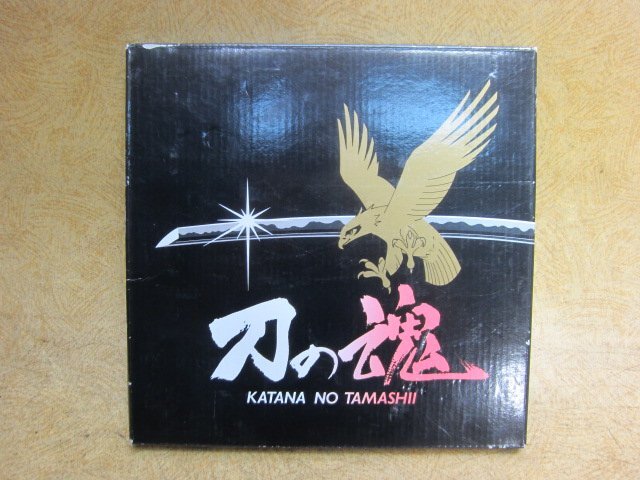 刀の魂
KATANA NO TAMASHII